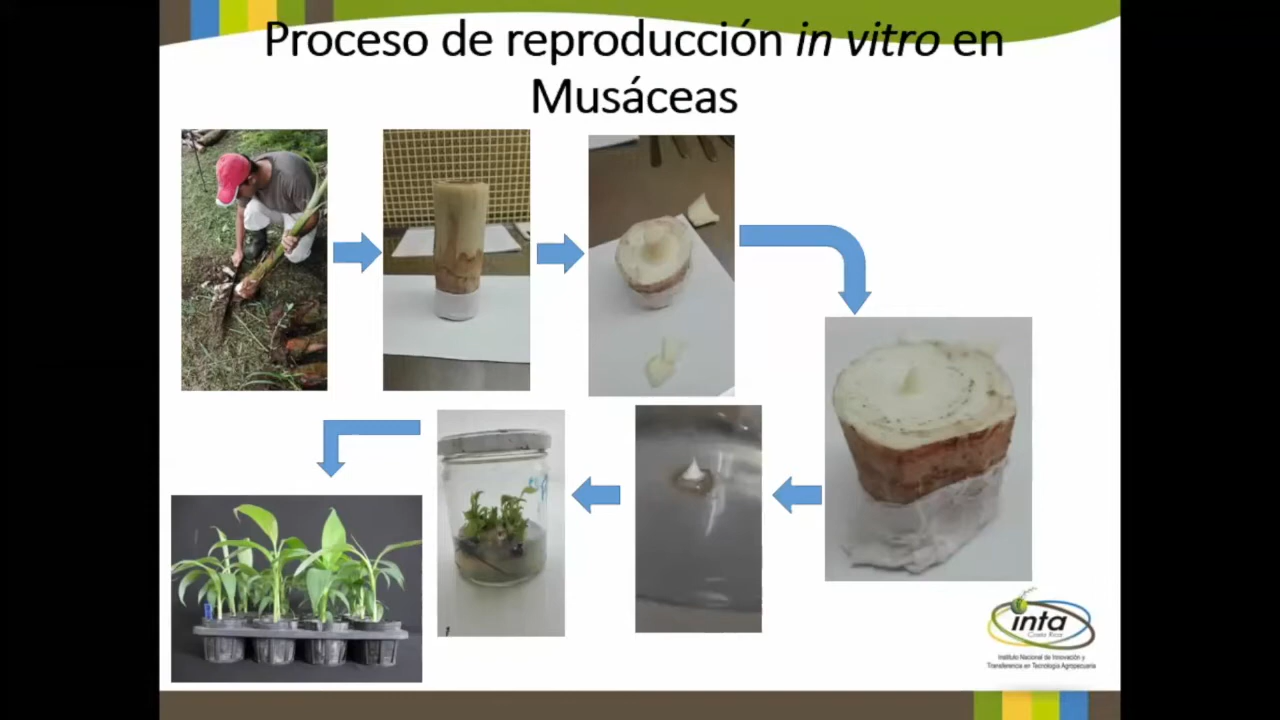 Proceso de reproducción in vitro en
Musáceas
inta
Costa Rica
Instituto Nacional de Innovación y
Transferencia en Tecnología Agropecuaria